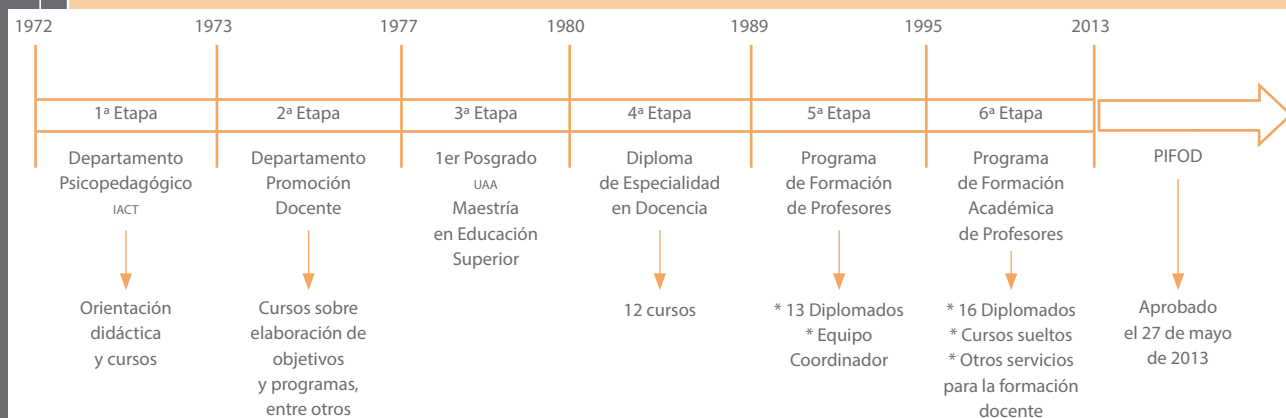 1972 1973 1977 1980 1989 1995 2013
1ª Etapa 2ª Etapa 3ª Etapa 4ª Etapa 5ª Etapa 6ª Etapa
Departamento
Psicopedagógico
IACT
Orientación
didáctica
y cursos
Departamento
Promoción
Docente
Cursos sobre
elaboración de
objetivos
y programas,
entre otros
1er Posgrado
UAA
Maestría
en Educación
Superior
Diploma
de Especialidad
en Docencia
12 cursos
Programa
de Formación
de Profesores
* 13 Diplomados
* Equipo
Coordinador
Programa
de Formación
Académica
de Profesores
* 16 Diplomados
* Cursos sueltos
* Otros servicios
para la formación
docente
PIFOD
Aprobado
el 27 de mayo
de 2013